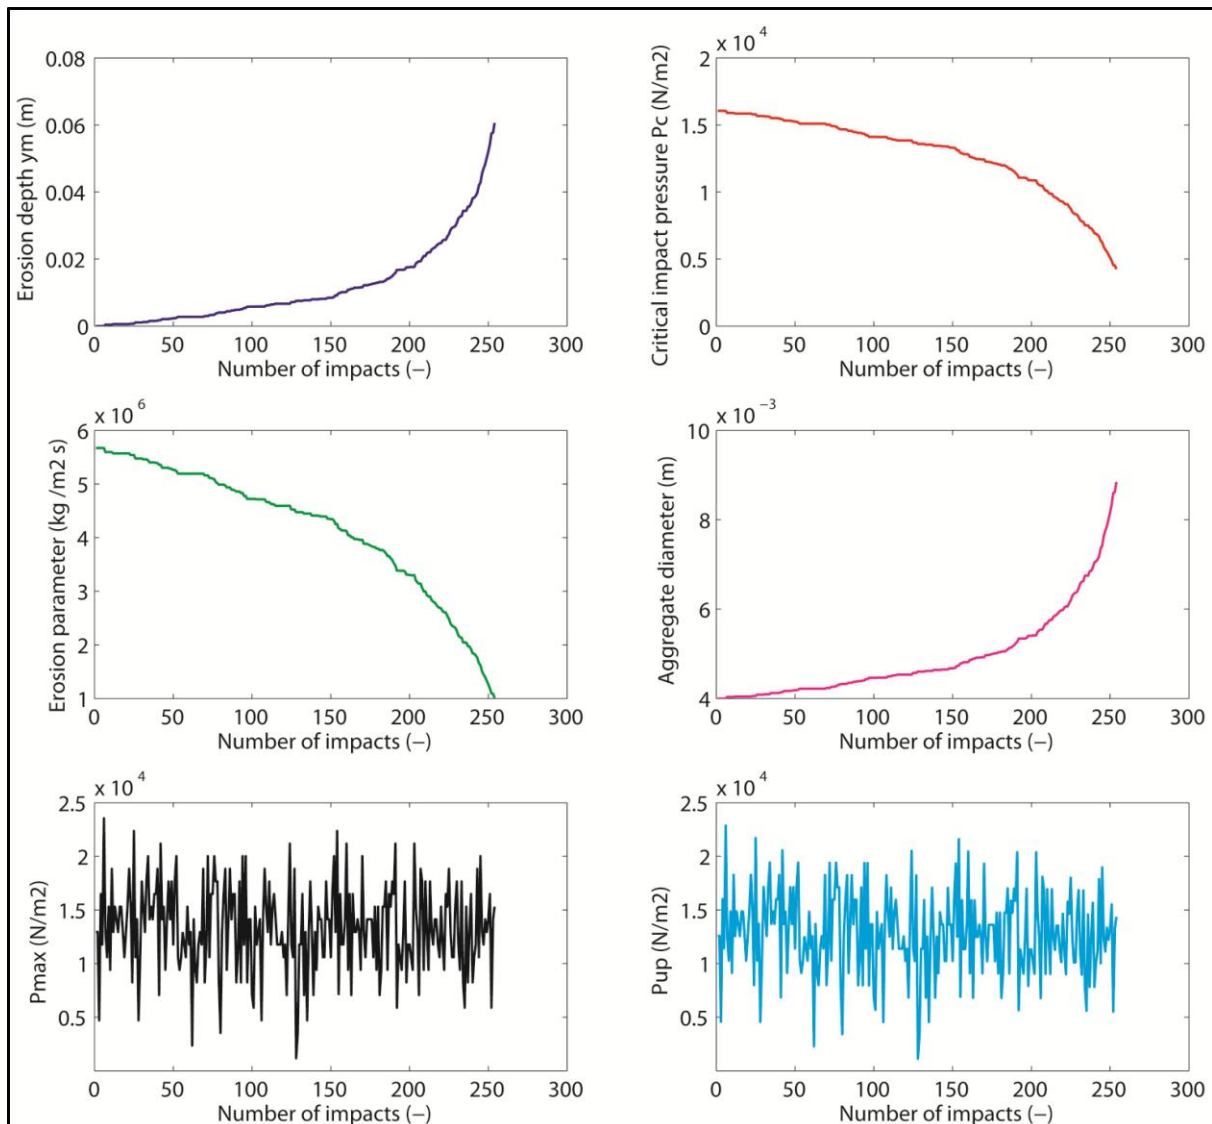 0.08
0.06
0.04
0.02
0
Erosion depth ym (m)
0 50 100 150 200 250 300
Number of impacts (−)
x 10 4
2
1.5
1
0.5
0
Critical impact pressure Pc (N/m2)
0 50 100 150 200 250 300
Number of impacts (−)
x 10 6
6
5
4
3
2
1
Erosion parameter (kg /m2 s)
0 50 100 150 200 250 300
Number of impacts (−)
x 10 −3
10
8
6
4
Aggregate diameter (m)
0 50 100 150 200 250 300
Number of impacts (−)
x 10 4
2.5
2
1.5
1
0.5
Pmax (N/m2)
0 50 100 150 200 250 300
Number of impacts (−)
x 10 4
2.5
2
1.5
1
0.5
Pup (N/m2)
0 50 100 150 200 250 300
Number of impacts (−)